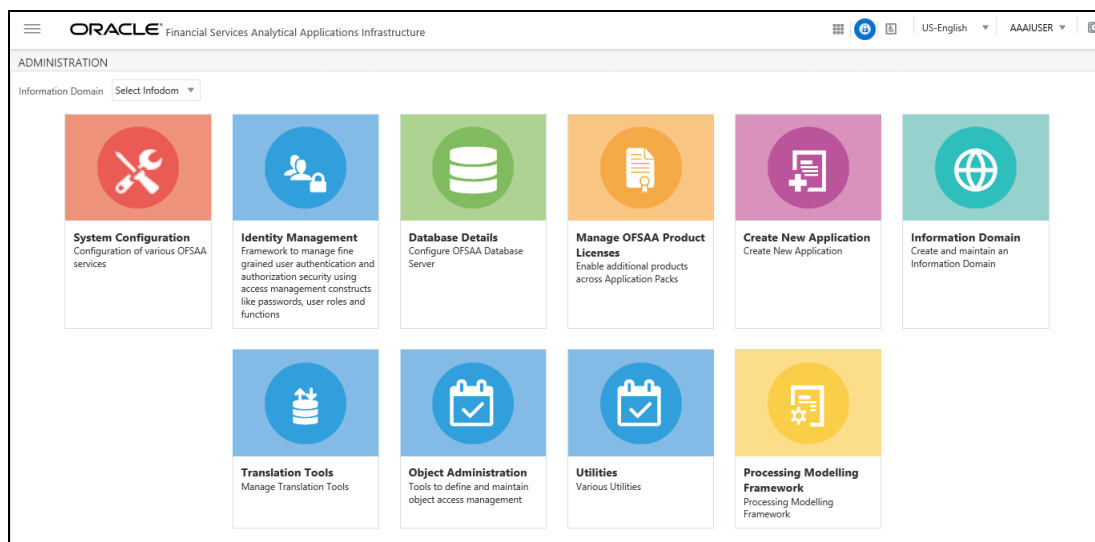 ORACLE® Financial Services Analytical Applications Infrastructure
US-English
AAAIUSER
ADMINISTRATION
Information Domain
Select Infodom
System Configuration
Configuration of various OFSAA
services
Identity Management
Framework to manage fine
grained user authentication and
authorization security using
access management constructs
like passwords, user roles and
functions
Database Details
Configure OFSAA Database
Server
Manage OFSAA Product
Licenses
Enable additional products
across Application Packs
Create New Application
Create New Application
Information Domain
Create and maintain an
Information Domain
Translation Tools
Manage Translation Tools
Object Administration
Tools to define and maintain
object access management
Utilities
Various Utilities
Processing Modelling
Framework
Processing Modelling
Framework